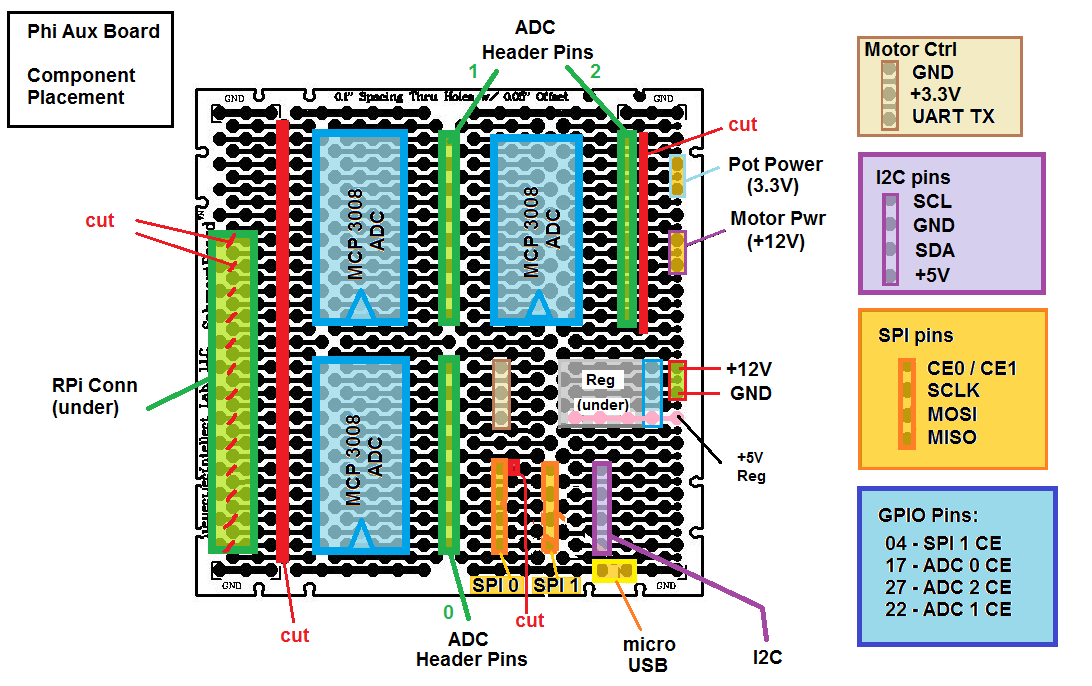 Phi Aux Board
Component
Placement
ADC
Header Pins
1
2
GND
0.1" Spacing Thru Holes w/ 0.05" Offset
GND
cut
Pot Power
(3.3V)
Motor Pwr
(+12V)
cut
MCP 3008
ADC
MCP 3008
ADC
RPi Conn
(under)
MCP 3008
ADC
Reg
(under)
+12V
GND
+5V
Reg
GND
SPI 0
SPI 1
GND
cut
0
cut
ADC
Header Pins
micro
USB
I2C
Motor Ctrl
GND
+3.3V
UART TX
I2C pins
SCL
GND
SDA
+5V
SPI pins
CE0 / CE1
SCLK
MOSI
MISO
GPIO Pins:
04 - SPI 1 CE
17 - ADC 0 CE
27 - ADC 2 CE
22 - ADC 1 CE